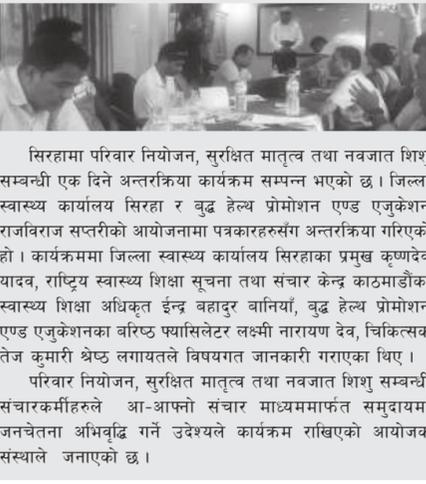 सिरहामा परिवार नियोजन, सुरक्षित मातृत्व तथा नवजात शिशु
सम्बन्धी एक दिने अन्तरक्रिया कार्यक्रम सम्पन्न भएको छ । जिल्ला
स्वास्थ्य कार्यालय सिरहा र बुद्ध हेल्थ प्रोमोशन एण्ड एजुकेशन
राजविराज सप्तरीको आयोजनामा पत्रकारहरुसँग अन्तरक्रिया गरिएको
हो । कार्यक्रममा जिल्ला स्वास्थ्य कार्यालय सिरहाका प्रमुख कृष्णदेव
यादव, राष्ट्रिय स्वास्थ्य शिक्षा सूचना तथा संचार केन्द्र काठमाडौंका
स्वास्थ्य शिक्षा अधिकृत ईन्द्र बहादुर बानियाँ, बुद्ध हेल्थ प्रोमोशन
एण्ड एजुकेशनका बरिष्ठ फ्यासिलेटर लक्ष्मी नारायण देव, चिकित्सक
तेज कुमारी श्रेष्ठ लगायतले विषयगत जानकारी गराएका थिए ।
परिवार नियोजन, सुरक्षित मातृत्व तथा नवजात शिशु सम्बन्धी
संचारकर्मीहरुले आ-आफ्नो संचार माध्यममार्फत समुदायम
जनचेतना अभिवृद्धि गर्ने उदेश्यले कार्यक्रम राखिएको आयोजक
संस्थाले जनाएको छ ।